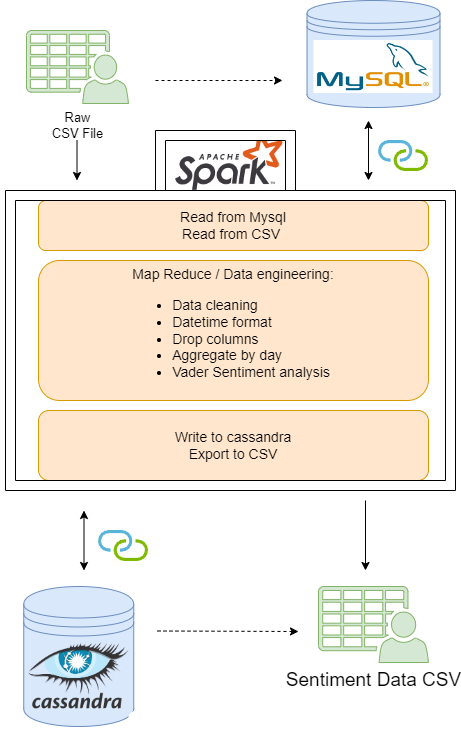 Raw
CSV File
MySQL®
APACHE
Spark™
Read from Mysql
Read from CSV
Map Reduce / Data engineering:
• Data cleaning
• Datetime format
• Drop columns
• Aggregate by day
• Vader Sentiment analysis
Write to cassandra
Export to CSV
cassandra
Sentiment Data CSV